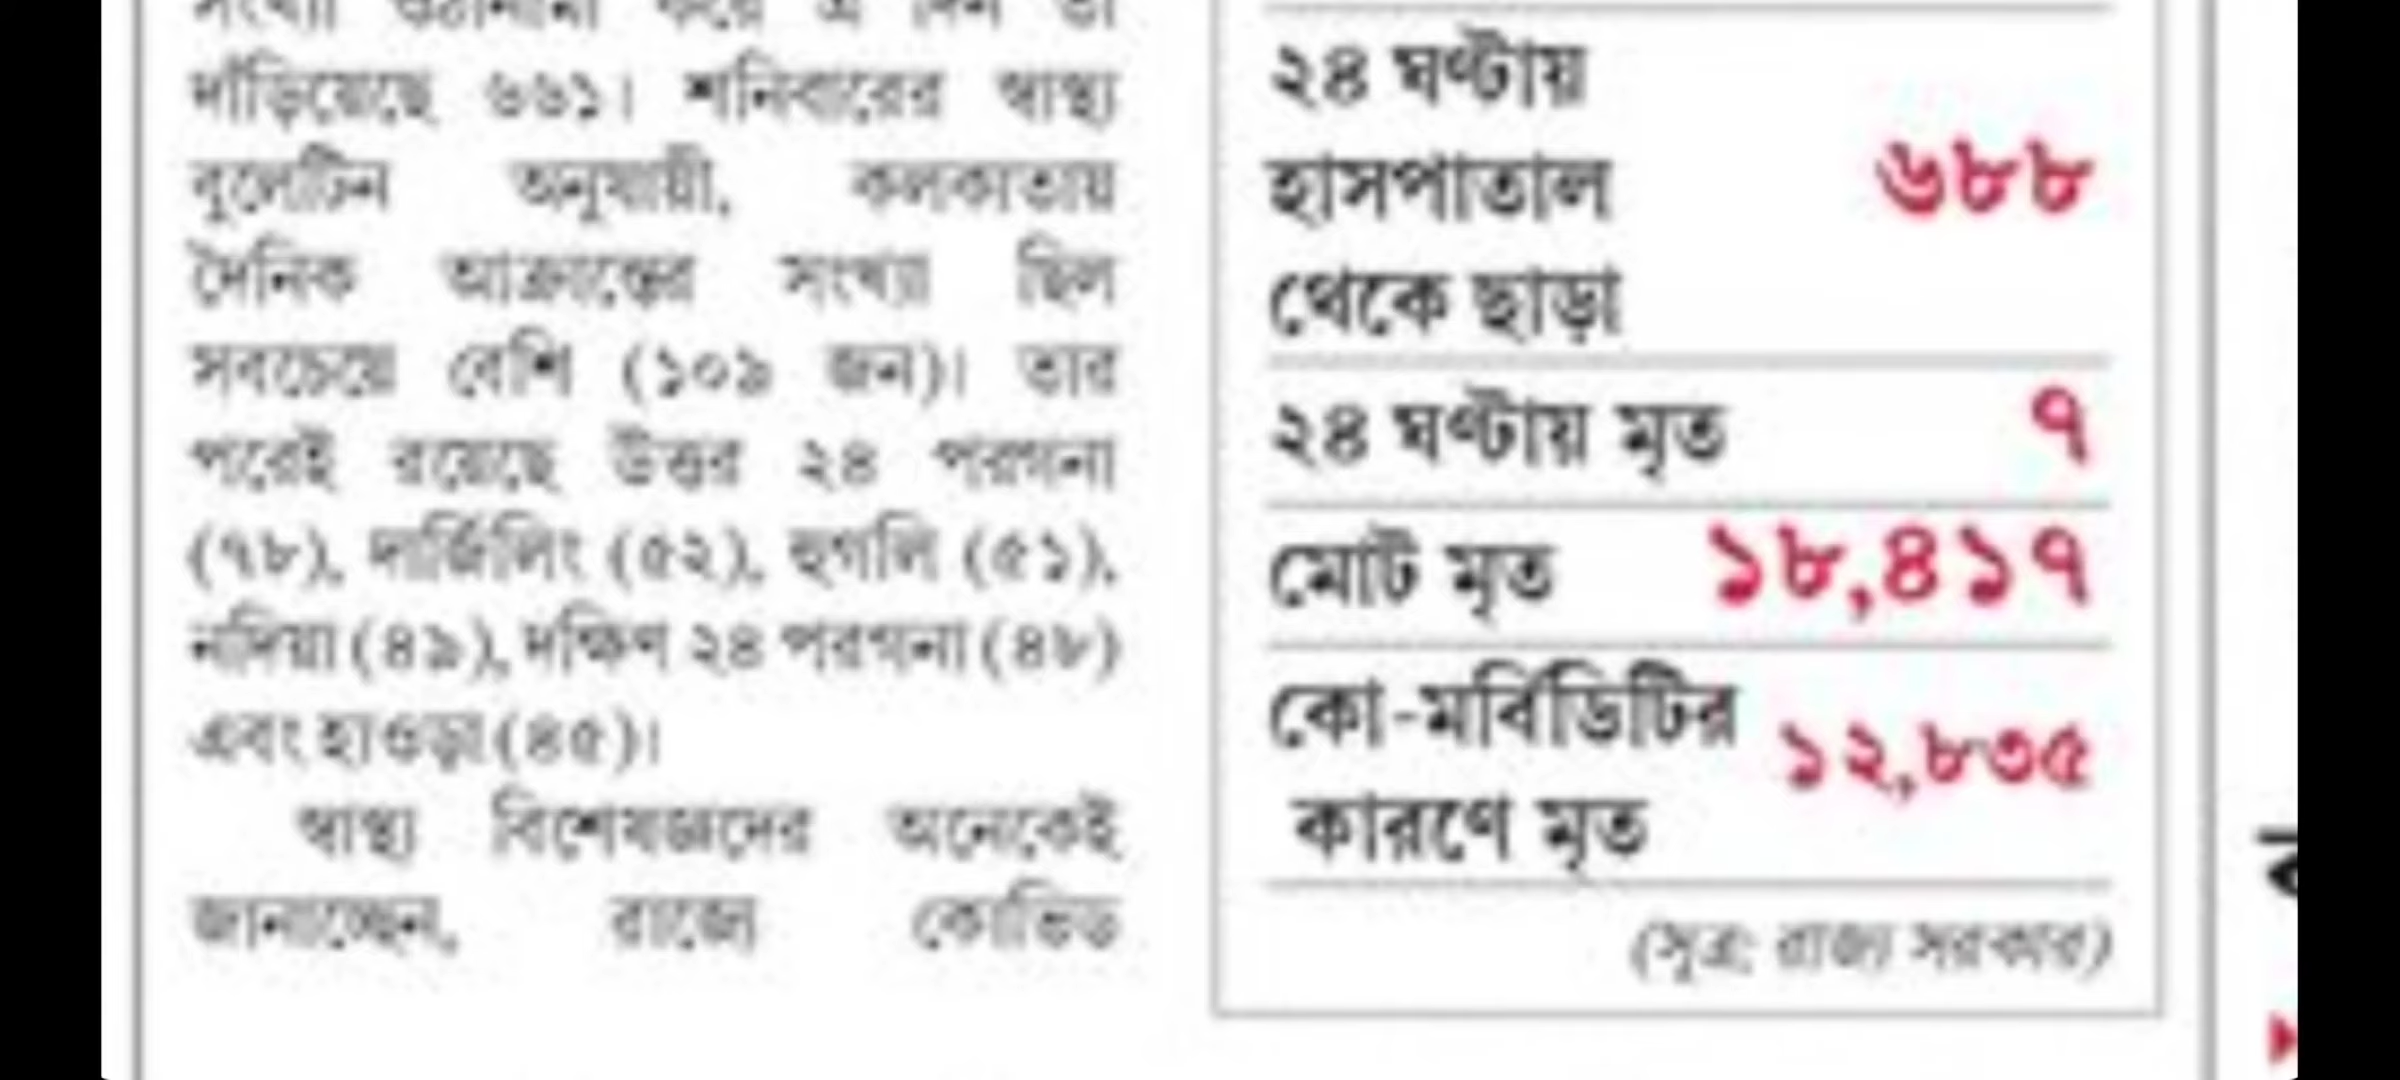 সংখ্যা ওঠানামা করে এ দিন তা
দাঁড়িয়েছে ৬৬১। শনিবারের স্বাস্থ্য
বুলেটিন অনুযায়ী, কলকাতায়
দৈনিক আক্রান্তের সংখ্যা ছিল
সবচেয়ে বেশি (১০৯ জন)। তার
পরেই রয়েছে উত্তর ২৪ পরগনা
(৭৮), দার্জিলিং (৫২), হুগলি (৫১),
নদিয়া (৪৯), দক্ষিণ ২৪ পরগনা (৪৮)
এবং হাওড়া (৪৫)।
স্বাস্থ্য বিশেষজ্ঞদের অনেকেই
জানাচ্ছেন, রাজ্যে কোভিড
২৪ ঘণ্টায়
হাসপাতাল ৬৮৮
থেকে ছাড়া
২৪ ঘণ্টায় মৃত ৭
মোট মৃত ১৮,৪১৭
কো-মর্বিডিটির ১২,৮৩৫
কারণে মৃত
(সূত্র: রাজ্য সরকার)